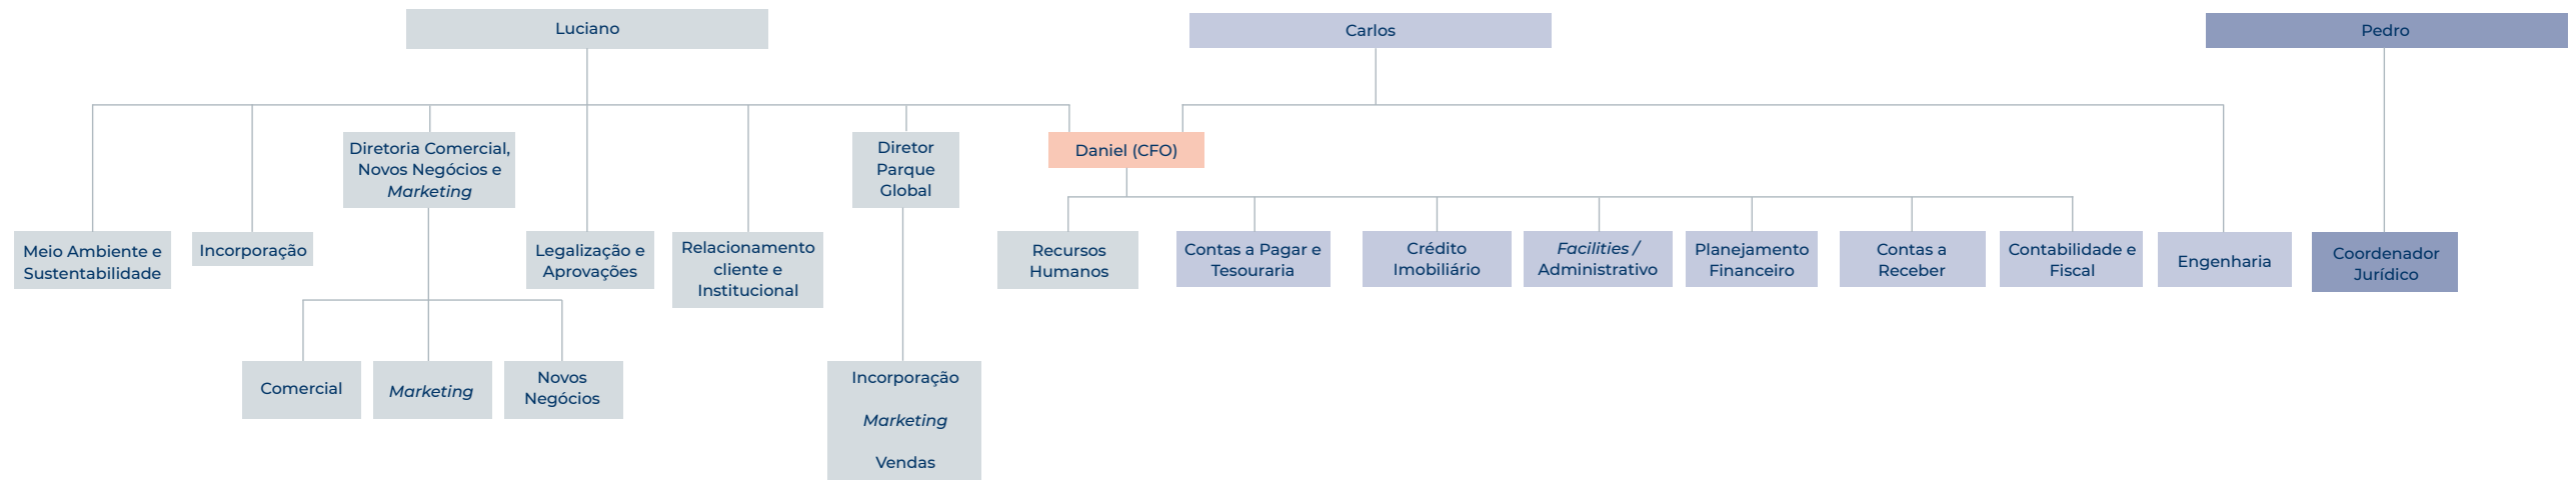 Luciano
Carlos
Pedro
Diretoria Comercial,
Novos Negócios e
Marketing
Diretor
Parque
Global
Daniel (CFO)
Meio Ambiente e
Sustentabilidade
Incorporação
Legalização e
Aprovações
Relacionamento
cliente e
Institucional
Recursos
Humanos
Contas a Pagar e
Tesouraria
Crédito
Imobiliário
Facilities /
Administrativo
Planejamento
Financeiro
Contas a
Receber
Contabilidade e
Fiscal
Engenharia
Coordenador
Jurídico
Comercial
Marketing
Novos
Negócios
Incorporação
Marketing
Vendas